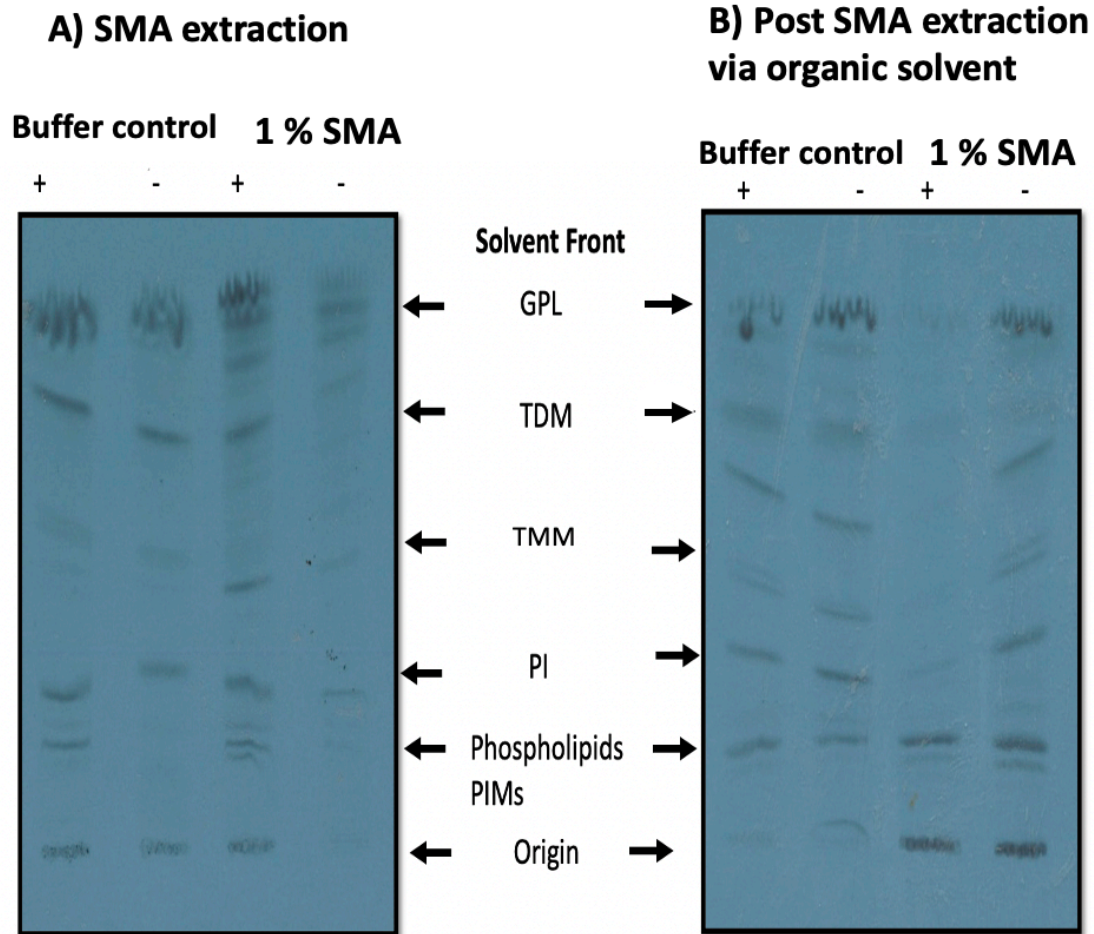 A) SMA extraction
Buffer control 1 % SMA
+ - + -
B) Post SMA extraction
via organic solvent
Buffer control 1 % SMA
+ - + -
Solvent Front
GPL
TDM
TMM
PI
Phospholipids
PIMs
Origin